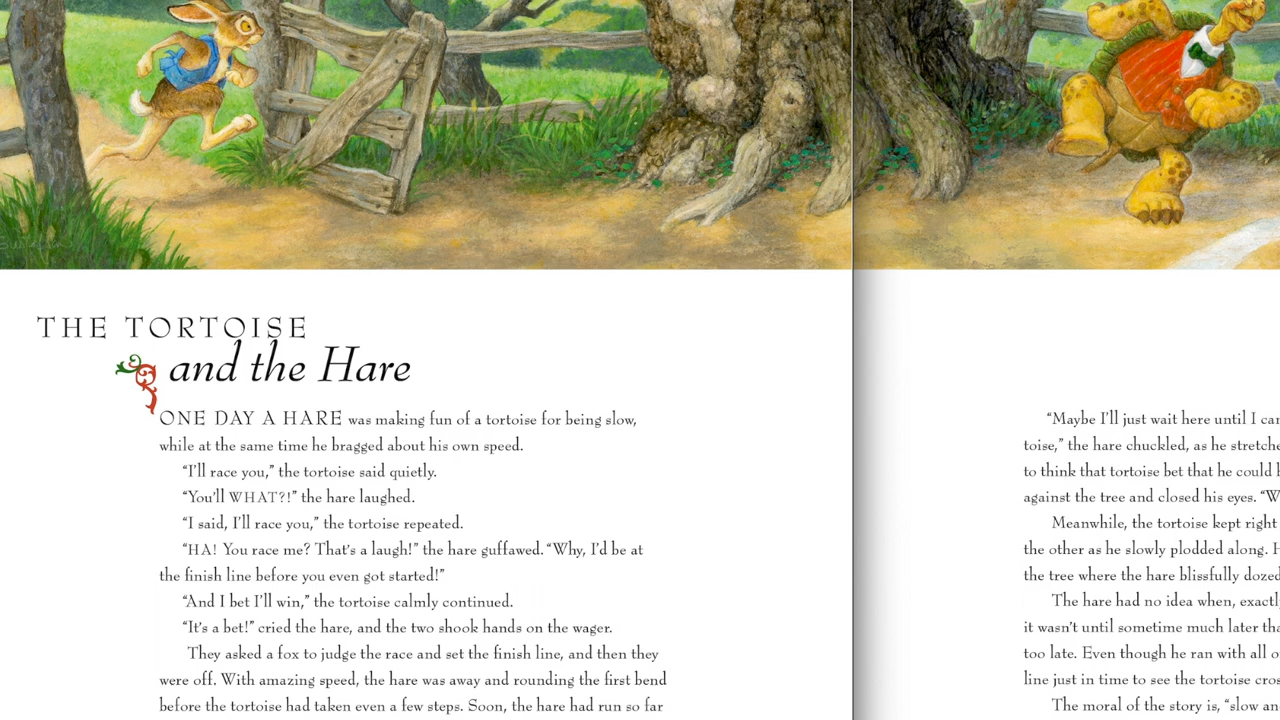 THE TORTOISE
and the Hare
ONE DAY A HARE was making fun of a tortoise for being slow,
while at the same time he bragged about his own speed.
“I’ll race you,” the tortoise said quietly.
“You’ll WHAT?!” the hare laughed.
“I said, I’ll race you,” the tortoise repeated.
“HA! You race me? That’s a laugh!” the hare guffawed. “Why, I’d be at
the finish line before you even got started!”
“And I bet I’ll win,” the tortoise calmly continued.
“It’s a bet!” cried the hare, and the two shook hands on the wager.
They asked a fox to judge the race and set the finish line, and then they
were off. With amazing speed, the hare was away and rounding the first bend
before the tortoise had taken even a few steps. Soon, the hare had run so far
“Maybe I’ll just wait here until I
toise,” the hare chuckled, as he
to think that tortoise bet that he could
against the tree and closed his eyes.
Meanwhile, the tortoise kept right
the other as he slowly plodded along.
the tree where the hare blissfully dozed
The hare had no idea when,
it wasn’t until sometime much later
too late. Even though he ran with all
line just in time to see the tortoise
The moral of the story is, “slow